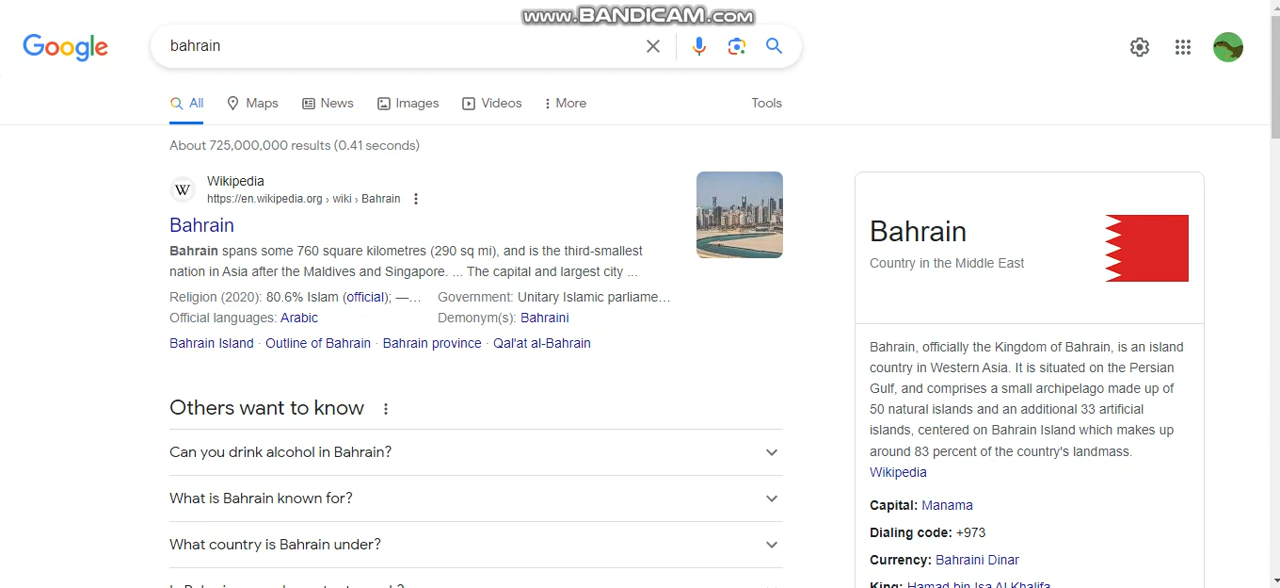 www.BANDICAM.com
Google
bahrain
All
Maps
News
Images
Videos
More
Tools
About 725,000,000 results (0.41 seconds)
W
Wikipedia
https://en.wikipedia.org › wiki › Bahrain
Bahrain
Bahrain spans some 760 square kilometres (290 sq mi), and is the third-smallest
nation in Asia after the Maldives and Singapore. ... The capital and largest city ...
Religion (2020): 80.6% Islam (official); —...
Government: Unitary Islamic parliame...
Official languages: Arabic
Demonym(s): Bahraini
Bahrain Island · Outline of Bahrain · Bahrain province · Qal'at al-Bahrain
Others want to know
Can you drink alcohol in Bahrain?
What is Bahrain known for?
What country is Bahrain under?
Bahrain
Country in the Middle East
Bahrain, officially the Kingdom of Bahrain, is an island
country in Western Asia. It is situated on the Persian
Gulf, and comprises a small archipelago made up of
50 natural islands and an additional 33 artificial
islands, centered on Bahrain Island which makes up
around 83 percent of the country's landmass.
Wikipedia
Capital: Manama
Dialing code: +973
Currency: Bahraini Dinar
King: Hamad bin Isa Al Khalifa